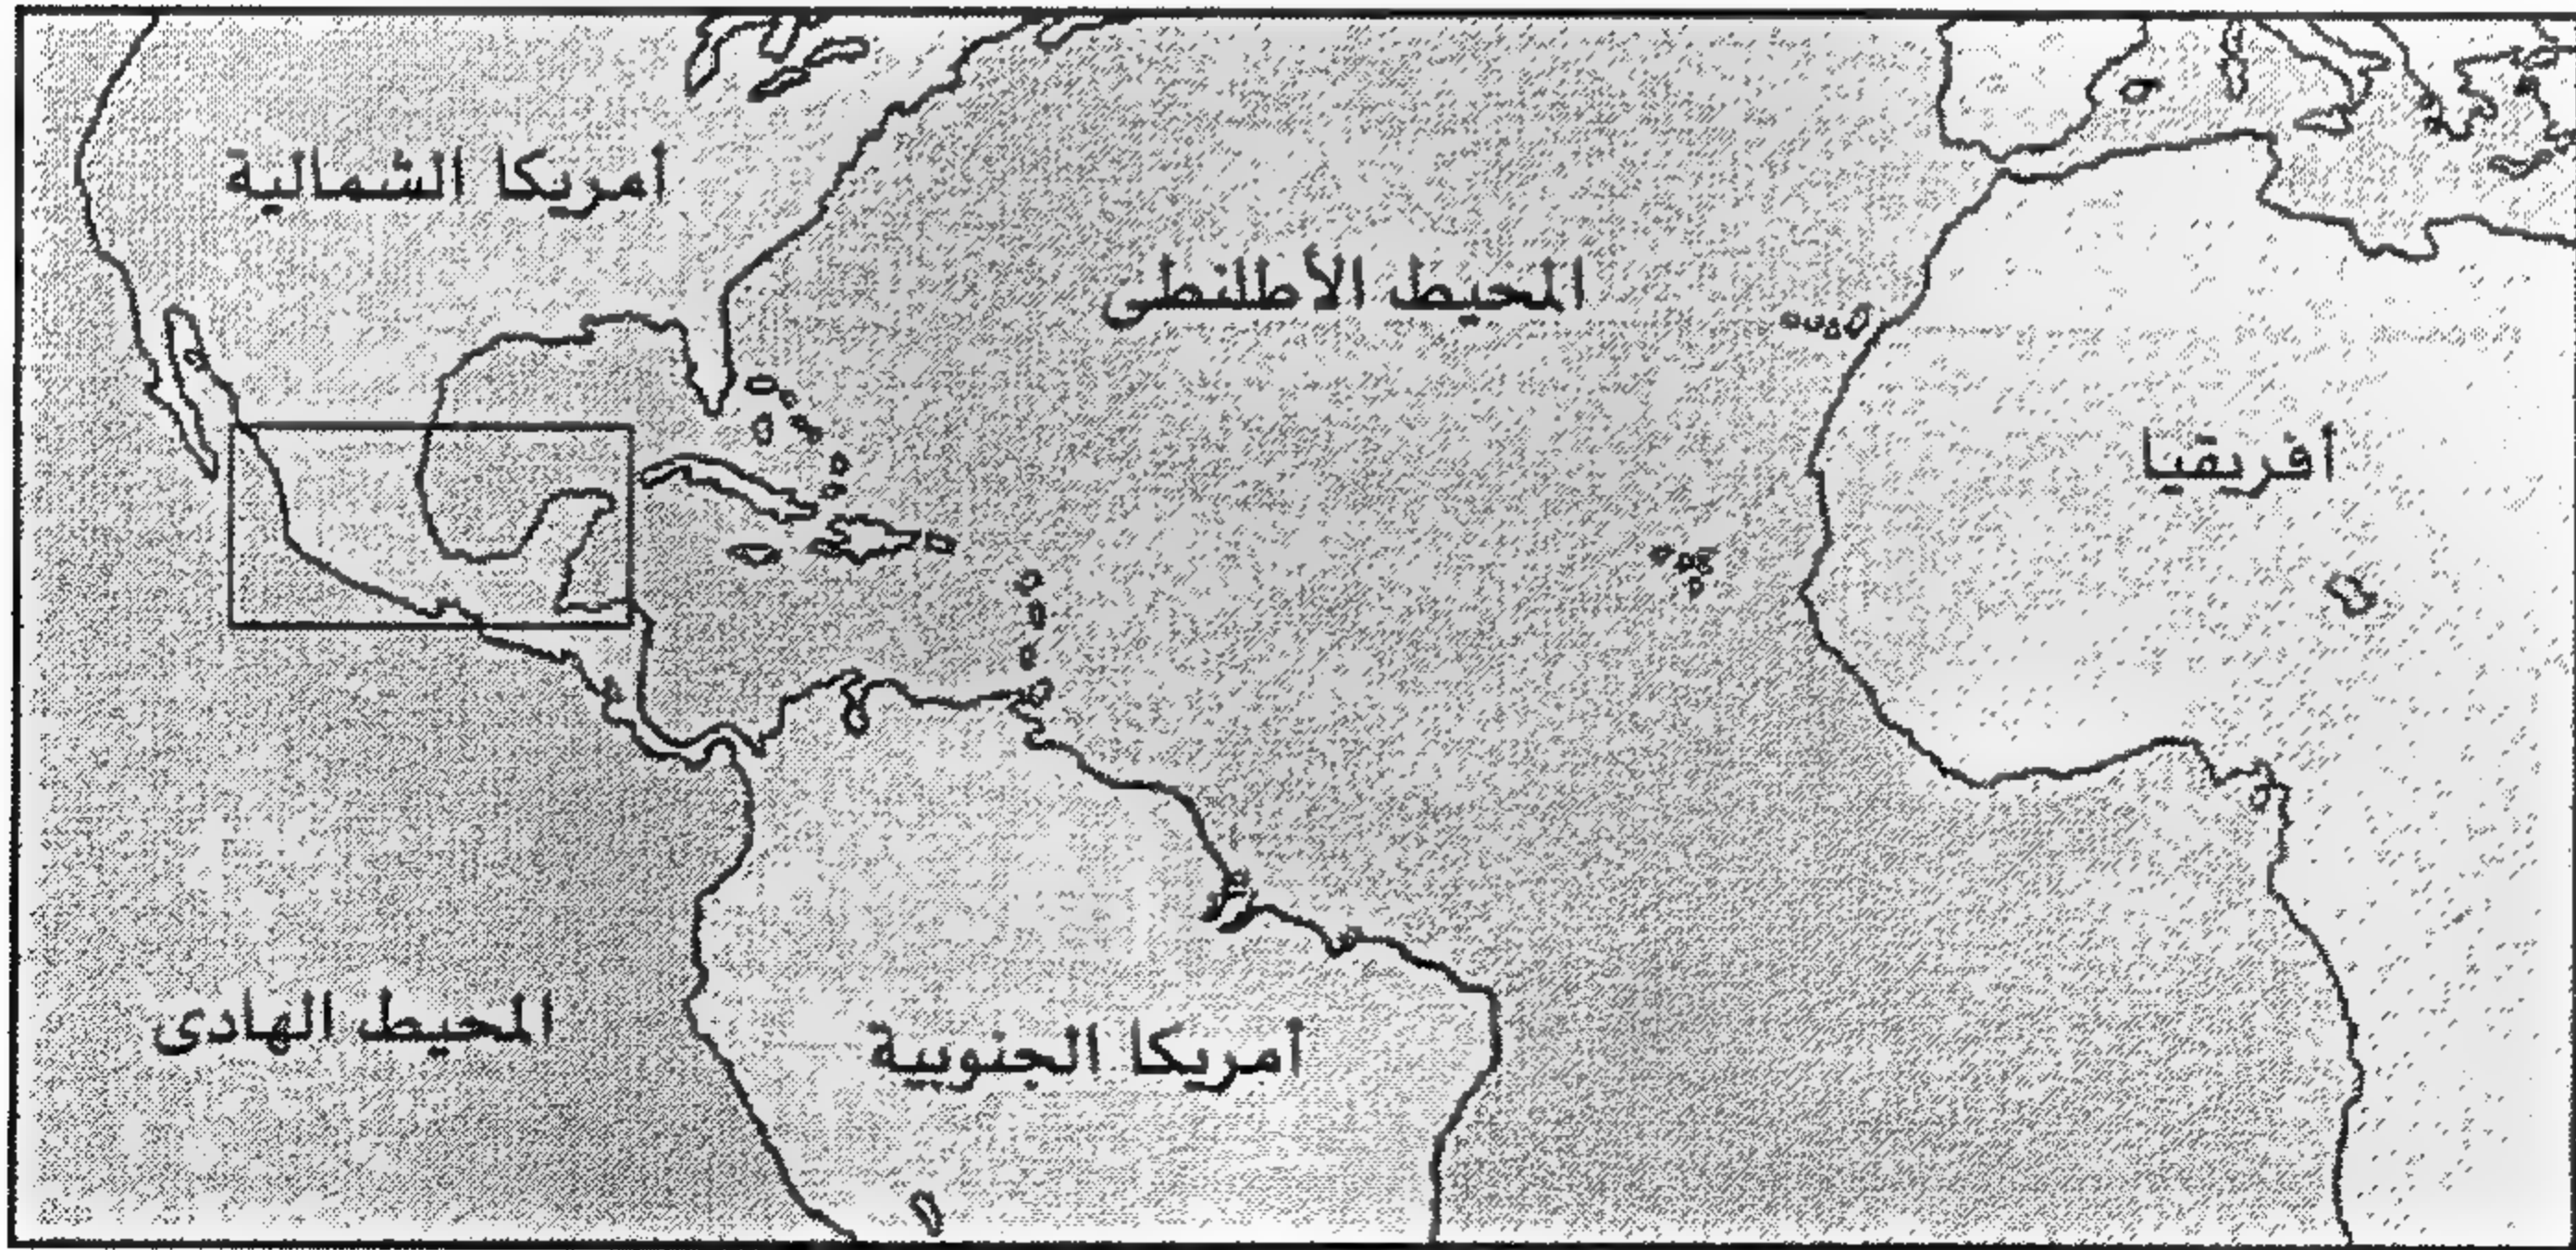 أمريكا الشمالية
المحيط الأطلنطى
أفريقيا
المحيط الهادى
أمريكا الجنوبية